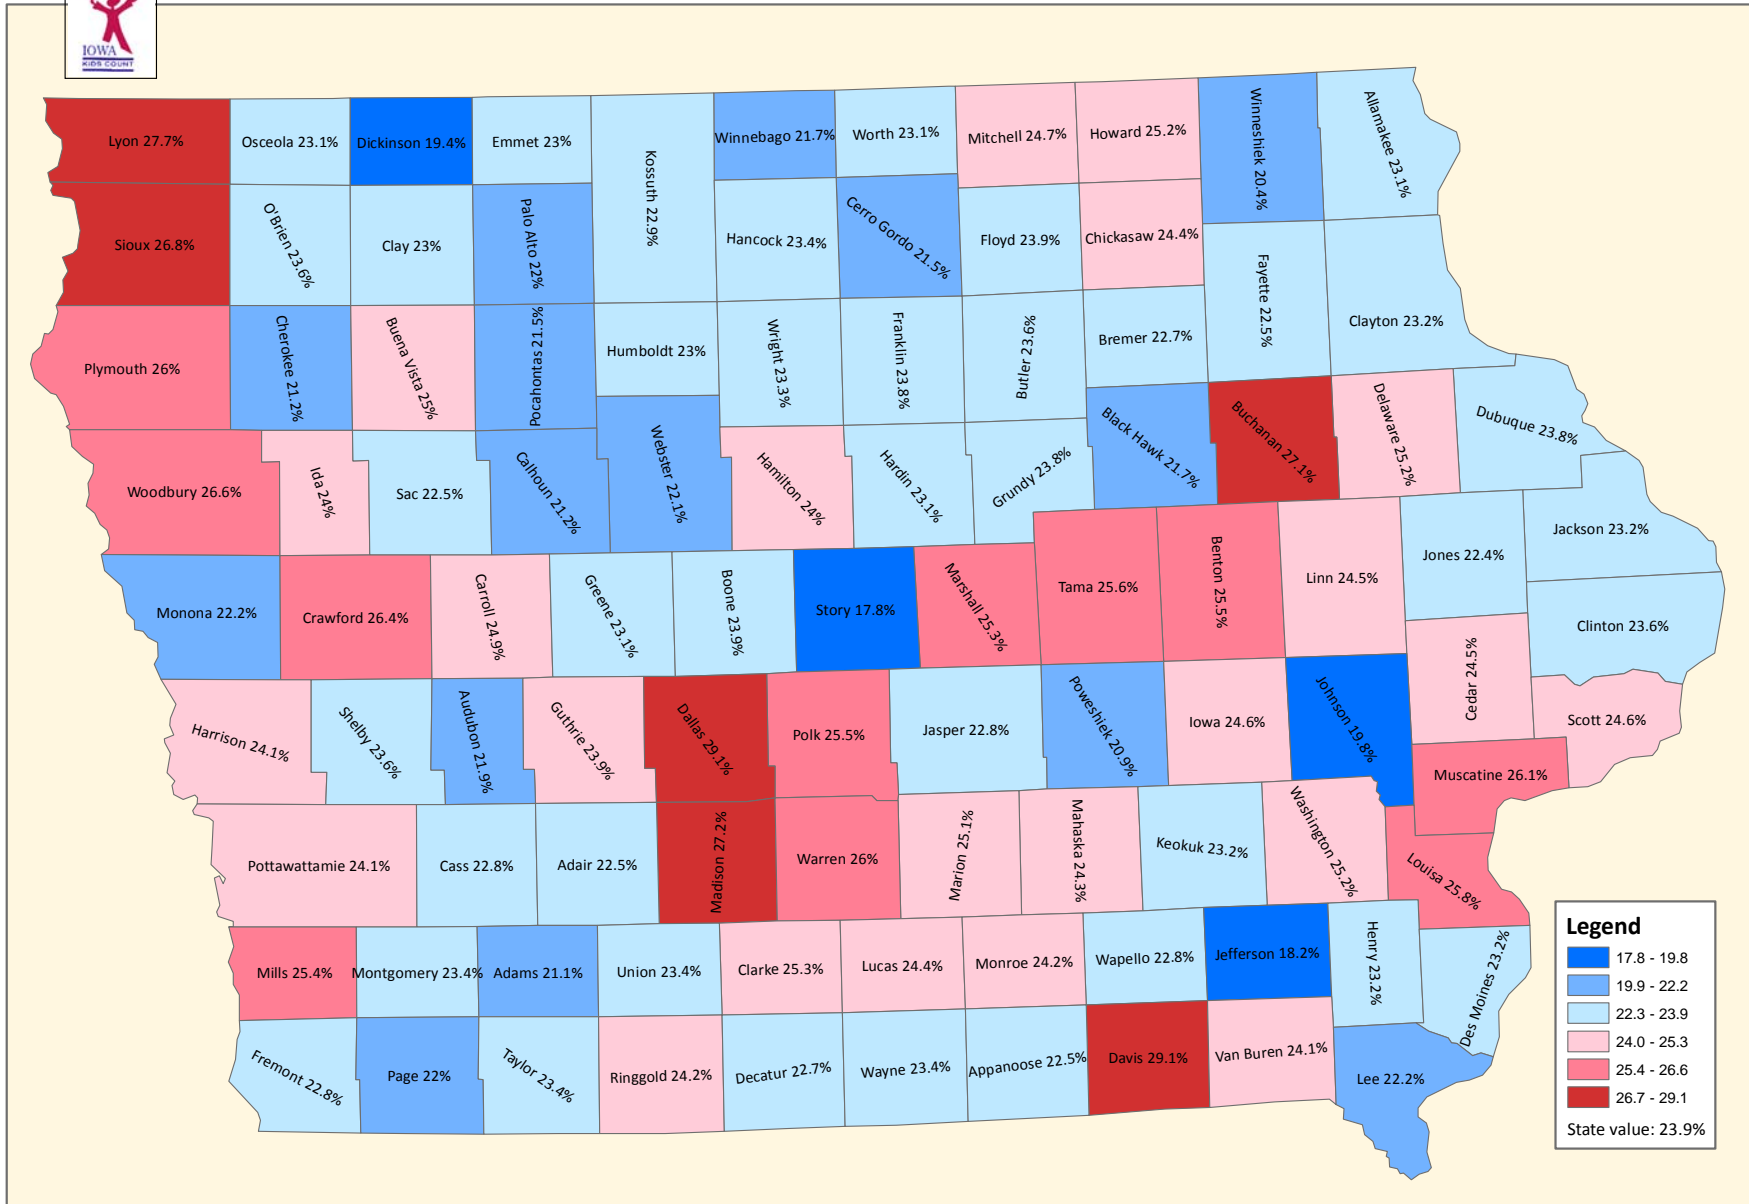 IOWA
KIDS COUNT
Lyon 27.7%
Osceola 23.1%
Dickinson 19.4%
Emmet 23%
Kossuth 22.9%
Winnebago 21.7%
Worth 23.1%
Mitchell 24.7%
Howard 25.2%
Winneshiek 20.4%
Allamakee 23.1%
Sioux 26.8%
O'Brien 23.6%
Clay 23%
Palo Alto 22%
Hancock 23.4%
Cerro Gordo 21.5%
Floyd 23.9%
Chickasaw 24.4%
Fayette 22.5%
Clayton 23.2%
Plymouth 26%
Cherokee 21.2%
Buena Vista 25%
Pocahontas 21.5%
Humboldt 23%
Wright 23.3%
Franklin 23.8%
Butler 23.6%
Bremer 22.7%
Woodbury 26.6%
Ida 24%
Sac 22.5%
Calhoun 21.2%
Webster 22.1%
Hamilton 24%
Hardin 23.1%
Grundy 23.8%
Black Hawk 21.7%
Buchanan 27.1%
Delaware 25.2%
Dubuque 23.8%
Monona 22.2%
Crawford 26.4%
Carroll 24.9%
Greene 23.1%
Boone 23.9%
Story 17.8%
Marshall 25.3%
Tama 25.6%
Benton 25.5%
Linn 24.5%
Jones 22.4%
Jackson 23.2%
Clinton 23.6%
Harrison 24.1%
Shelby 23.6%
Audubon 21.9%
Guthrie 23.9%
Dallas 29.1%
Polk 25.5%
Jasper 22.8%
Poweshiek 20.9%
Iowa 24.6%
Johnson 19.8%
Cedar 24.5%
Scott 24.6%
Muscatine 26.1%
Pottawattamie 24.1%
Cass 22.8%
Adair 22.5%
Madison 27.2%
Warren 26%
Marion 25.1%
Mahaska 24.3%
Keokuk 23.2%
Washington 25.2%
Louisa 25.8%
Mills 25.4%
Montgomery 23.4%
Adams 21.1%
Union 23.4%
Clarke 25.3%
Lucas 24.4%
Monroe 24.2%
Wapello 22.8%
Jefferson 18.2%
Henry 23.2%
Des Moines 23.2%
Fremont 22.8%
Page 22%
Taylor 23.4%
Ringgold 24.2%
Decatur 22.7%
Wayne 23.4%
Appanoose 22.5%
Davis 29.1%
Van Buren 24.1%
Lee 22.2%
Legend
17.8 - 19.8
19.9 - 22.2
22.3 - 23.9
24.0 - 25.3
25.4 - 26.6
26.7 - 29.1
State value: 23.9%